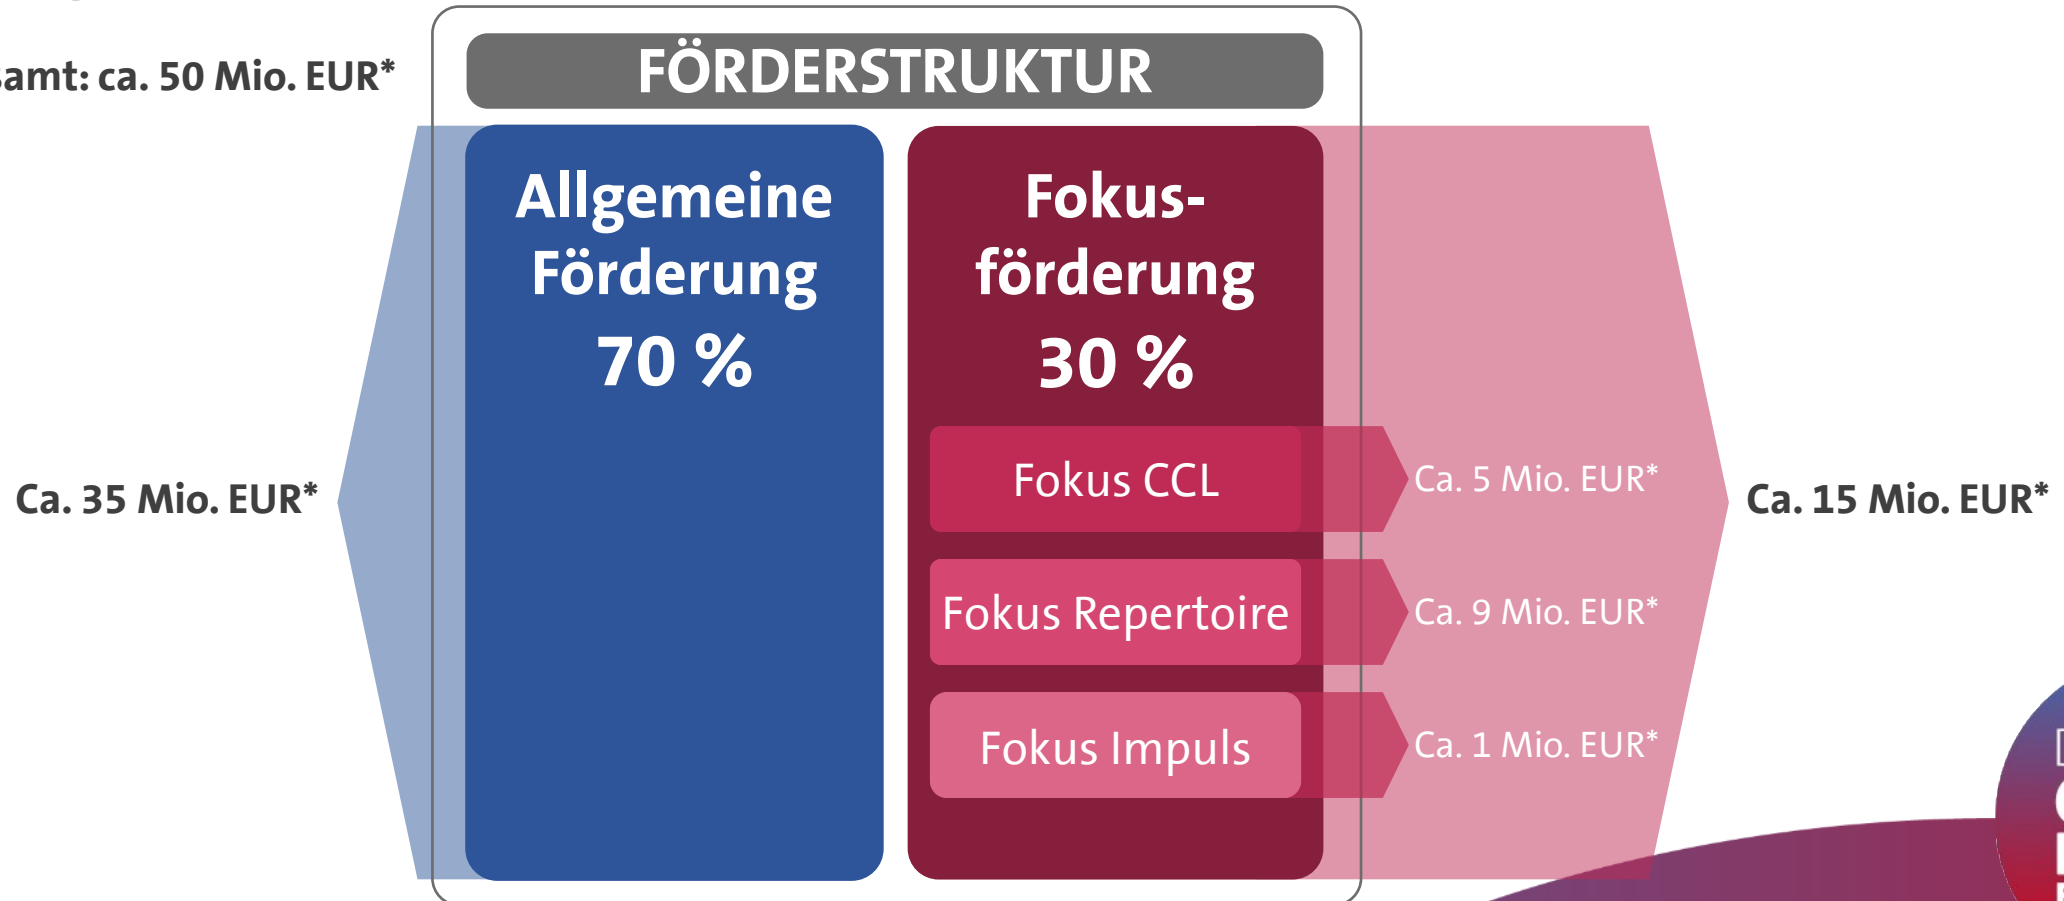 FÖRDERSTRUKTUR
amt: ca. 50 Mio. EUR*
Allgemeine
Förderung
70 %
Fokus-
förderung
30 %
Fokus CCL
Ca. 5 Mio. EUR*
Ca. 35 Mio. EUR*
Ca. 15 Mio. EUR*
Fokus Repertoire
Ca. 9 Mio. EUR*
Fokus Impuls
Ca. 1 Mio. EUR*